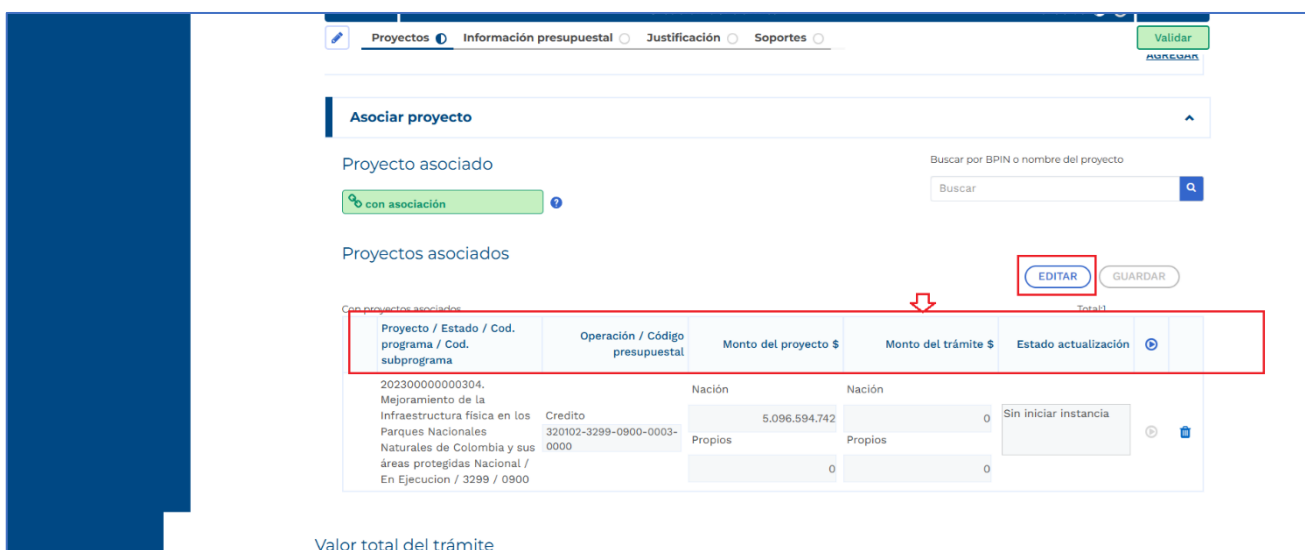 Proyectos Información presupuestal Justificación Soportes Validar
AGREGAR
Asociar proyecto
Proyecto asociado
Buscar por BPIN o nombre del proyecto
Buscar
con asociación
Proyectos asociados
EDITAR GUARDAR
Con proyectos asociados Total:1
Proyecto / Estado / Cod.
programa / Cod.
subprograma
Operación / Código
presupuestal
Monto del proyecto $
Monto del trámite $
Estado actualización
202300000000304.
Mejoramiento de la
Infraestructura física en los
Parques Nacionales
Naturales de Colombia y sus
áreas protegidas Nacional /
En Ejecucion / 3299 / 0900
Credito
320102-3299-0900-0003-
0000
Nación
5.096.594.742
Propios
0
Nación
0
Propios
0
Sin iniciar instancia
Valor total del trámite